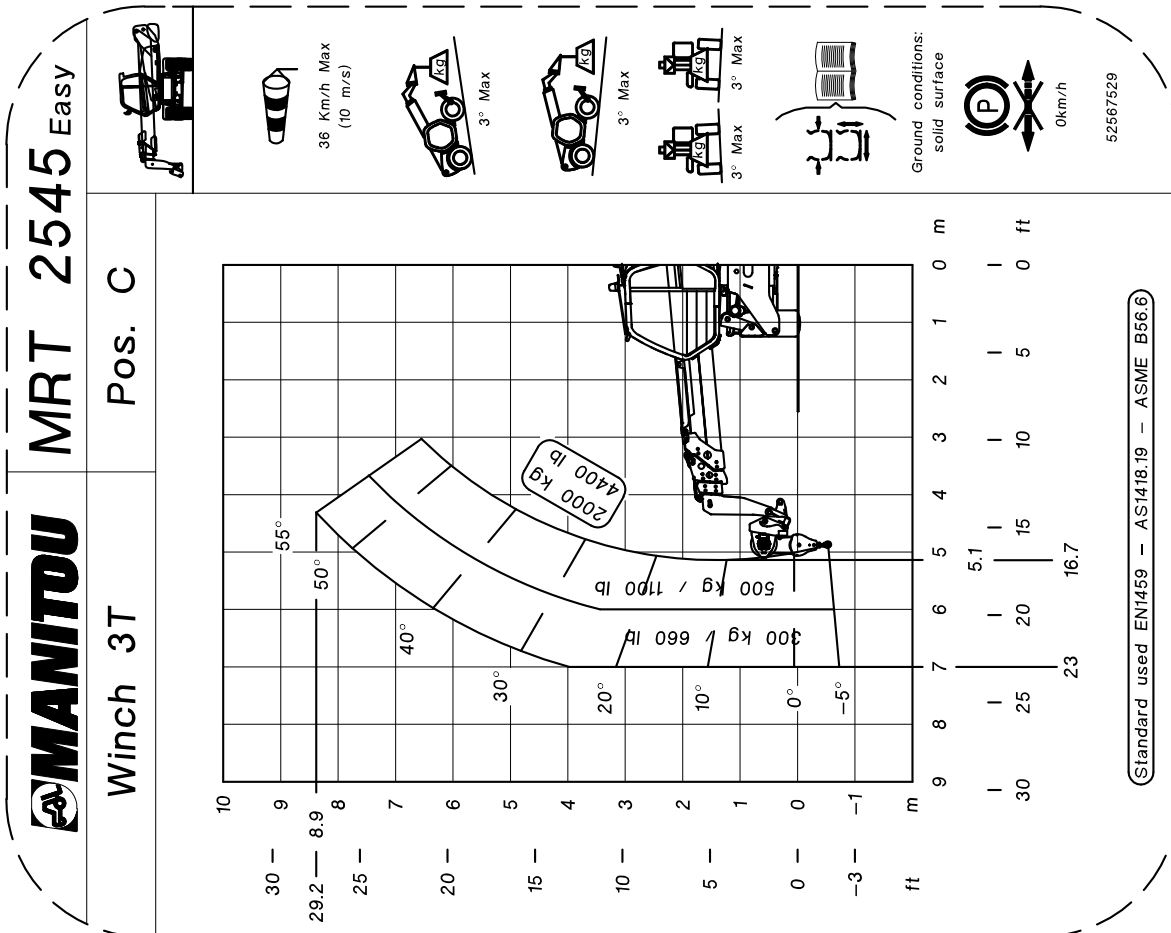 MANITOU
MRT 2545 Easy
Winch 3T
Pos. C
36 Km/h Max
(10 m/s)
kg
3° Max
kg
3° Max
kg
3° Max
kg
3° Max
Ground conditions:
solid surface
P
0km/h
52567529
30
29.2
25
20
15
10
5
0
-3
ft
10
9
8.9
8
7
6
5
4
3
2
1
0
-1
m
55°
50°
40°
30°
20°
10°
0°
-5°
2000 kg
4400 lb
500 kg / 1100 lb
300 kg / 660 lb
9
8
7
6
5
4
3
2
1
0
m
5.1
30
25
20
15
10
5
0
ft
23
16.7
Standard used EN1459 - AS1418.19 - ASME B56.6